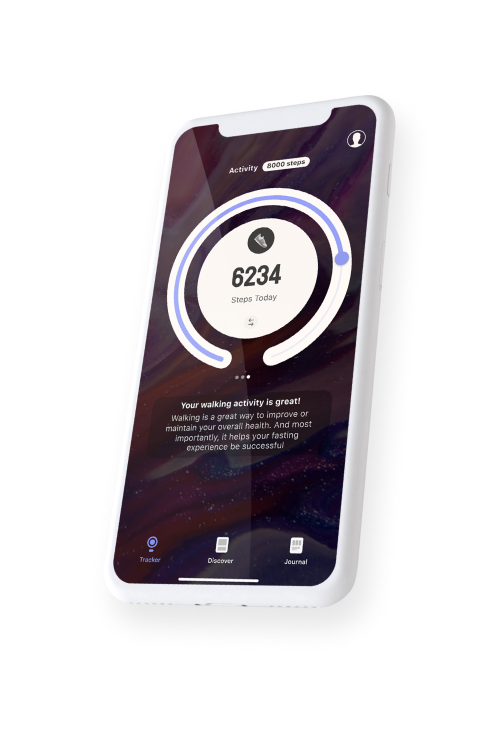 Activity 8000 steps
6234
Steps Today
Your walking activity is great!
Walking is a great way to improve or
maintain your overall health. And most
importantly, it helps your fasting
experience be successful
Tracker Discover Journal